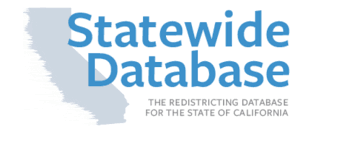 Statewide
Database
THE REDISTRICTING DATABASE
FOR THE STATE OF CALIFORNIA